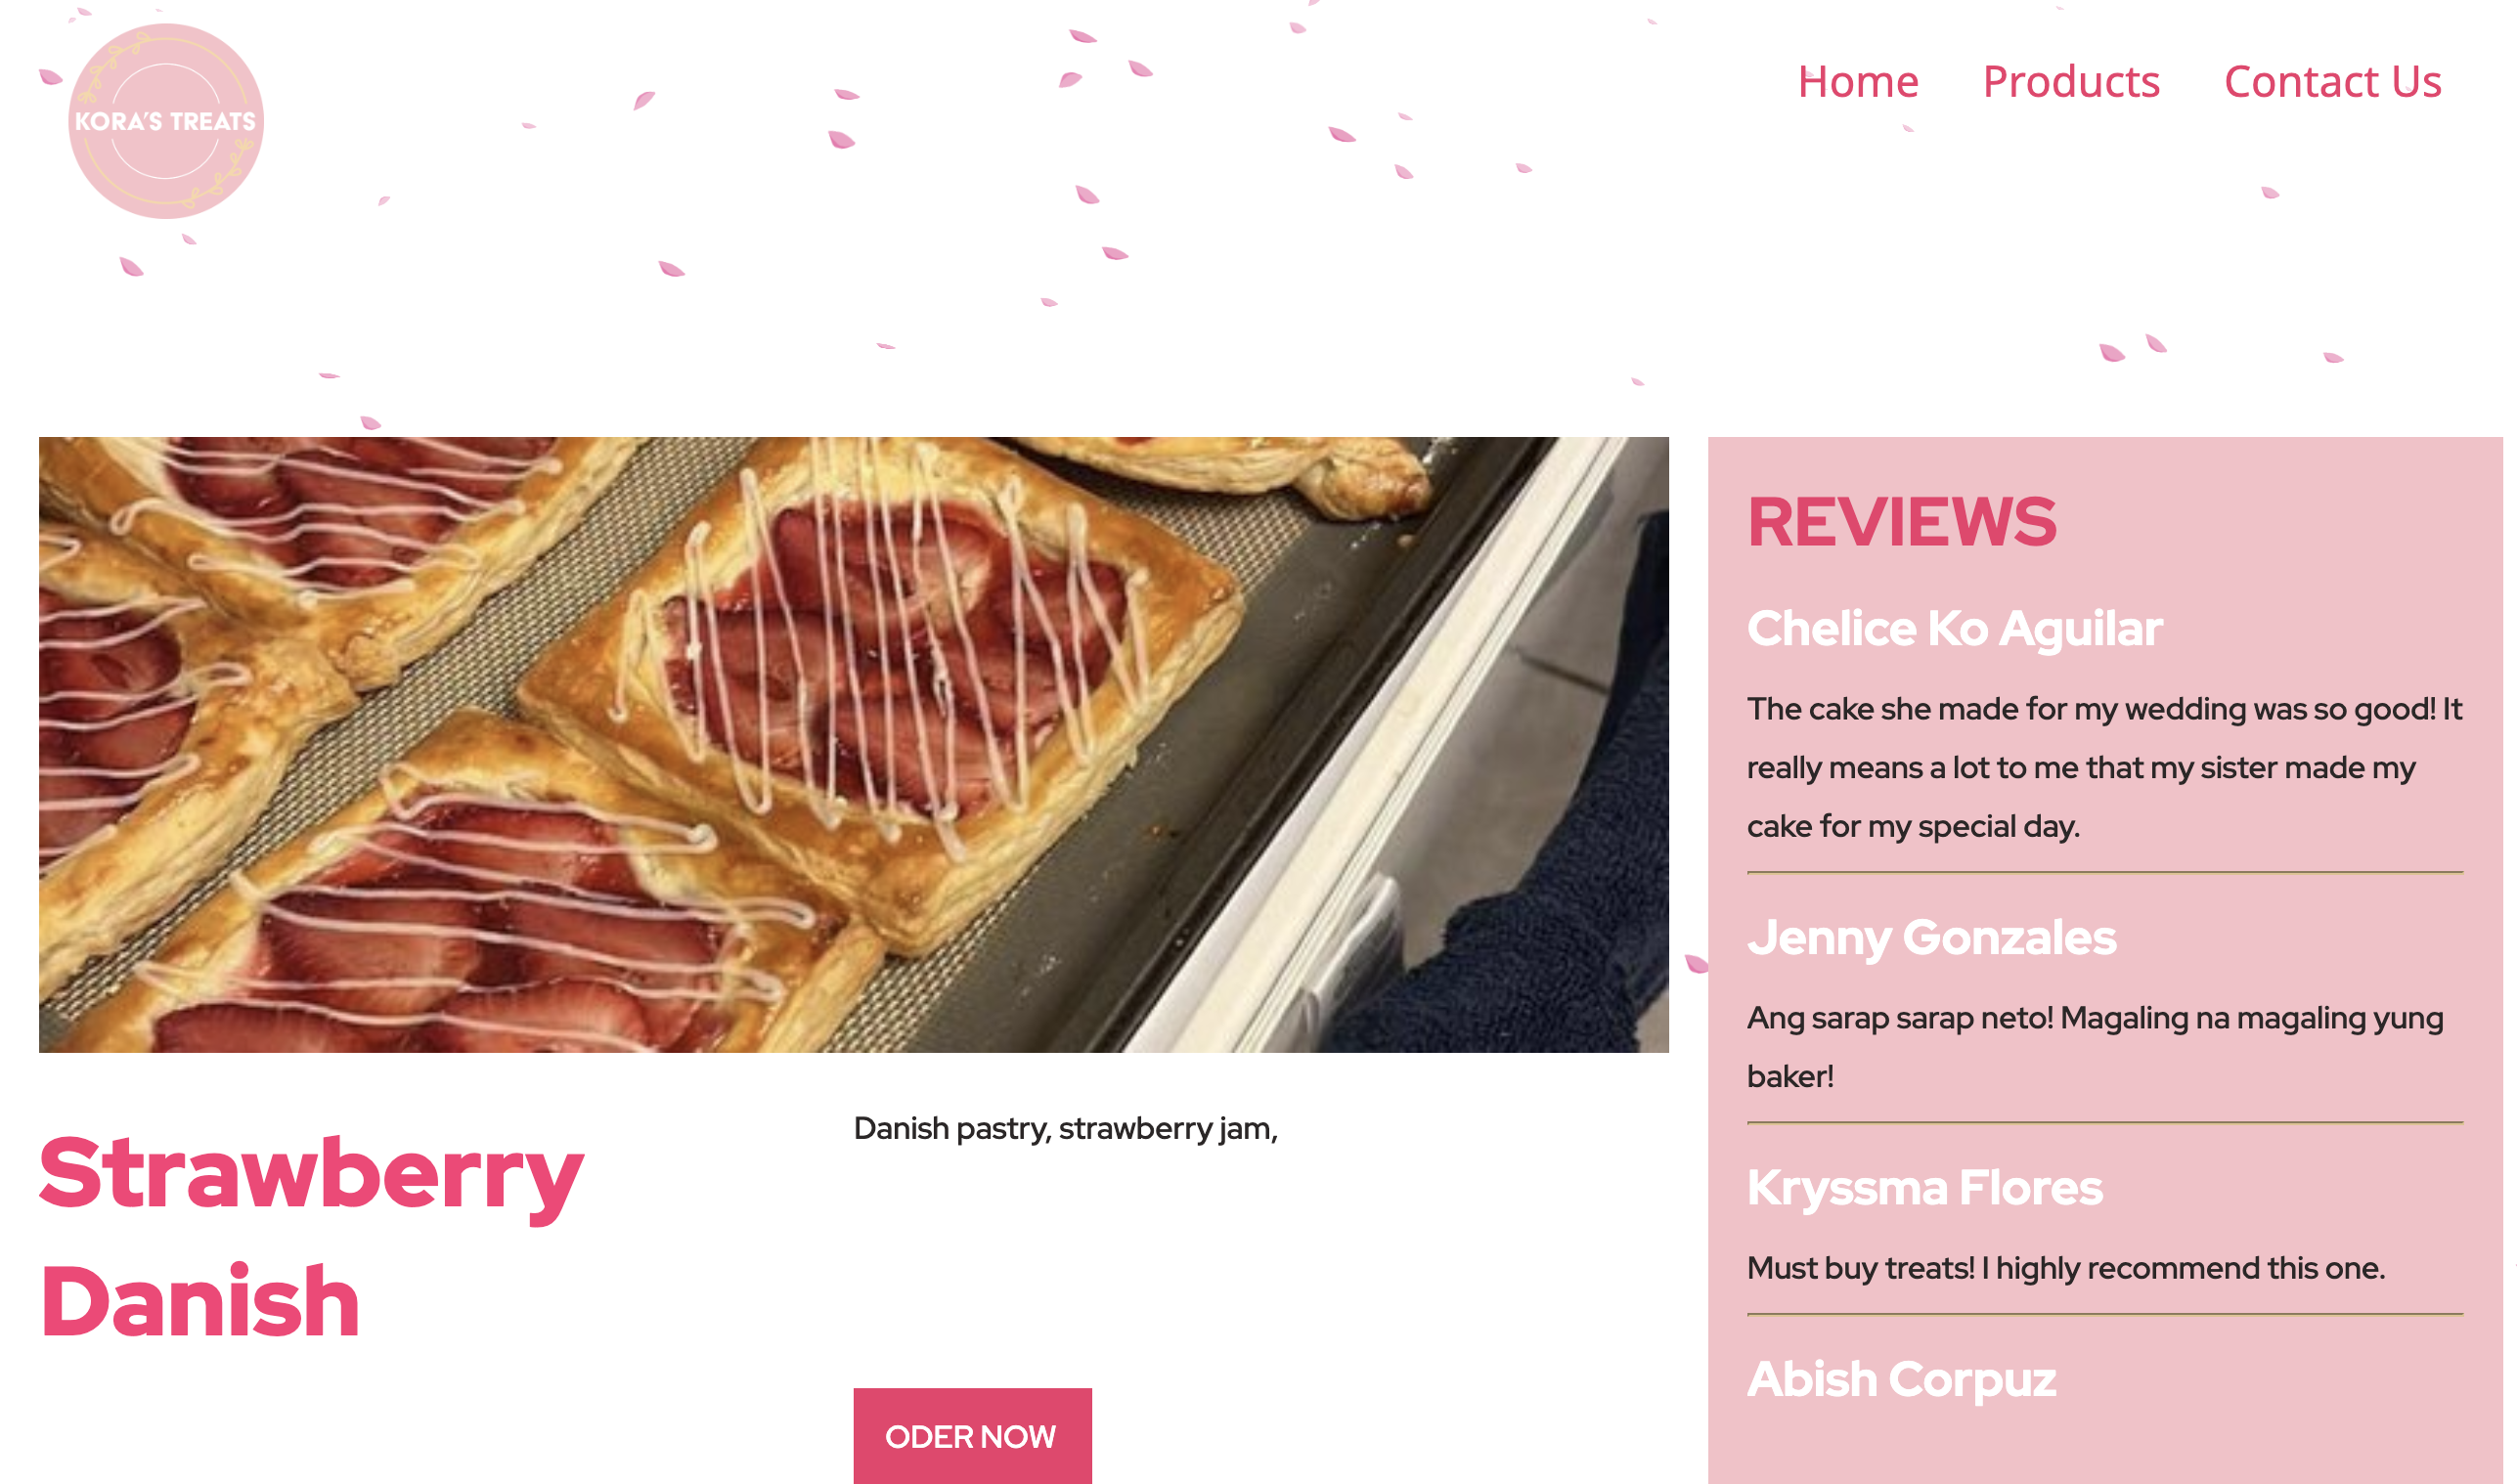 KORA'S TREATS
Home Products Contact Us
REVIEWS
Chelice Ko Aguilar
The cake she made for my wedding was so good! It
really means a lot to me that my sister made my
cake for my special day.
Jenny Gonzales
Ang sarap sarap neto! Magaling na magaling yung
baker!
Kryssma Flores
Must buy treats! I highly recommend this one.
Abish Corpuz
Strawberry
Danish
Danish pastry, strawberry jam,
ODER NOW